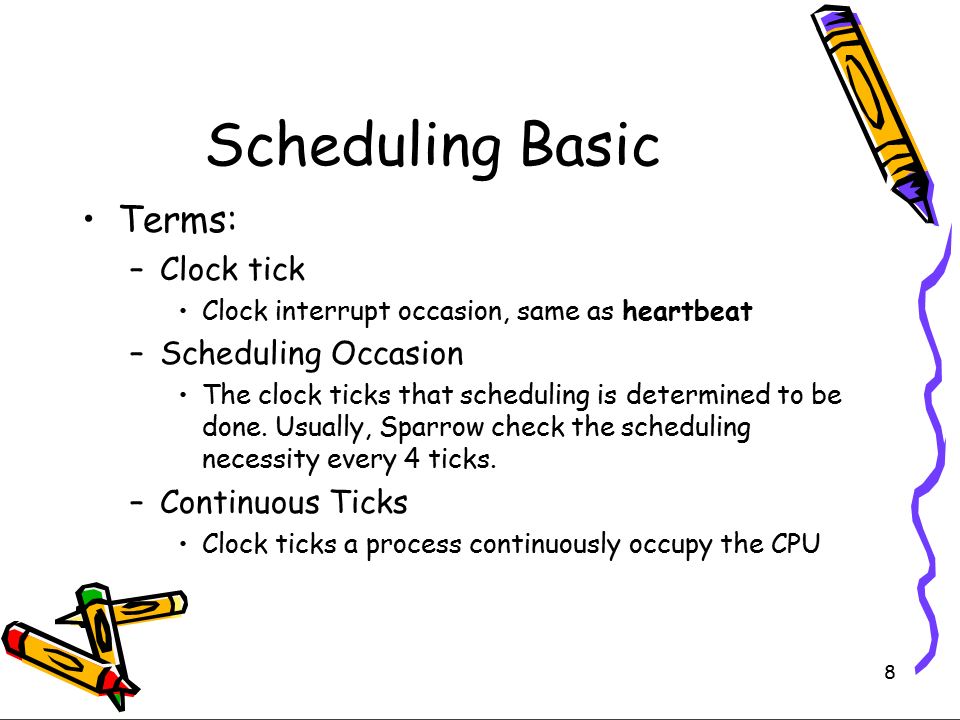 Scheduling Basic
• Terms:
– Clock tick
• Clock interrupt occasion, same as heartbeat
– Scheduling Occasion
• The clock ticks that scheduling is determined to be
done. Usually, Sparrow check the scheduling
necessity every 4 ticks.
– Continuous Ticks
• Clock ticks a process continuously occupy the CPU
8